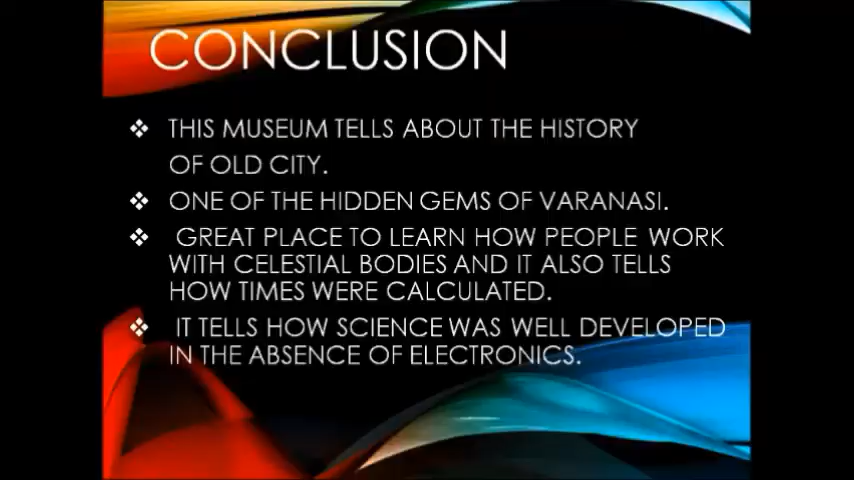 CONCLUSION
❖ THIS MUSEUM TELLS ABOUT THE HISTORY
OF OLD CITY.
❖ ONE OF THE HIDDEN GEMS OF VARANASI.
❖ GREAT PLACE TO LEARN HOW PEOPLE WORK
WITH CELESTIAL BODIES AND IT ALSO TELLS
HOW TIMES WERE CALCULATED.
❖ IT TELLS HOW SCIENCE WAS WELL DEVELOPED
IN THE ABSENCE OF ELECTRONICS.